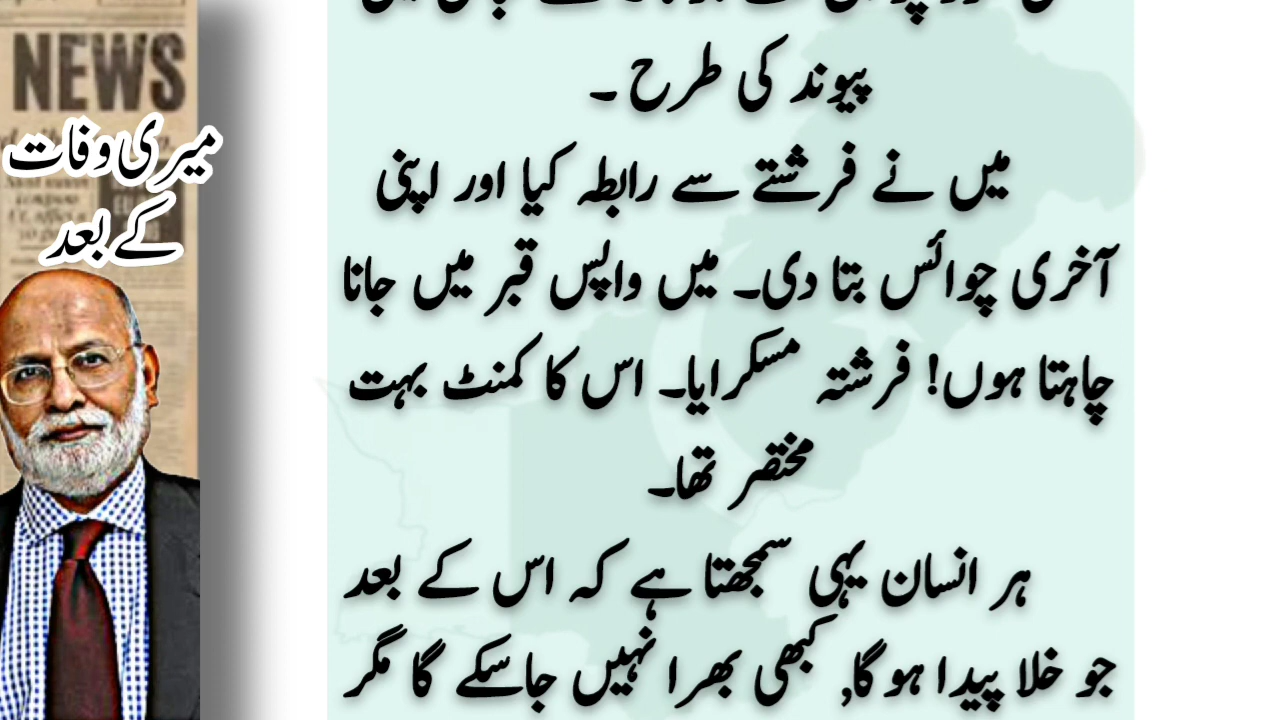 NEWS
میری وفات
کے بعد
پیوند کی طرح ۔
میں نے فرشتے سے رابطہ کیا اور اپنی
آخری چوائس بتا دی۔ میں واپس قبر میں جانا
چاہتا ہوں! فرشتہ مسکرایا۔ اس کا کمنٹ بہت
مختصر تھا۔
ہر انسان یہی سمجھتا ہے کہ اس کے بعد
جو خلا پیدا ہو گا, کبھی بھرا نہیں جاسکے گا مگر